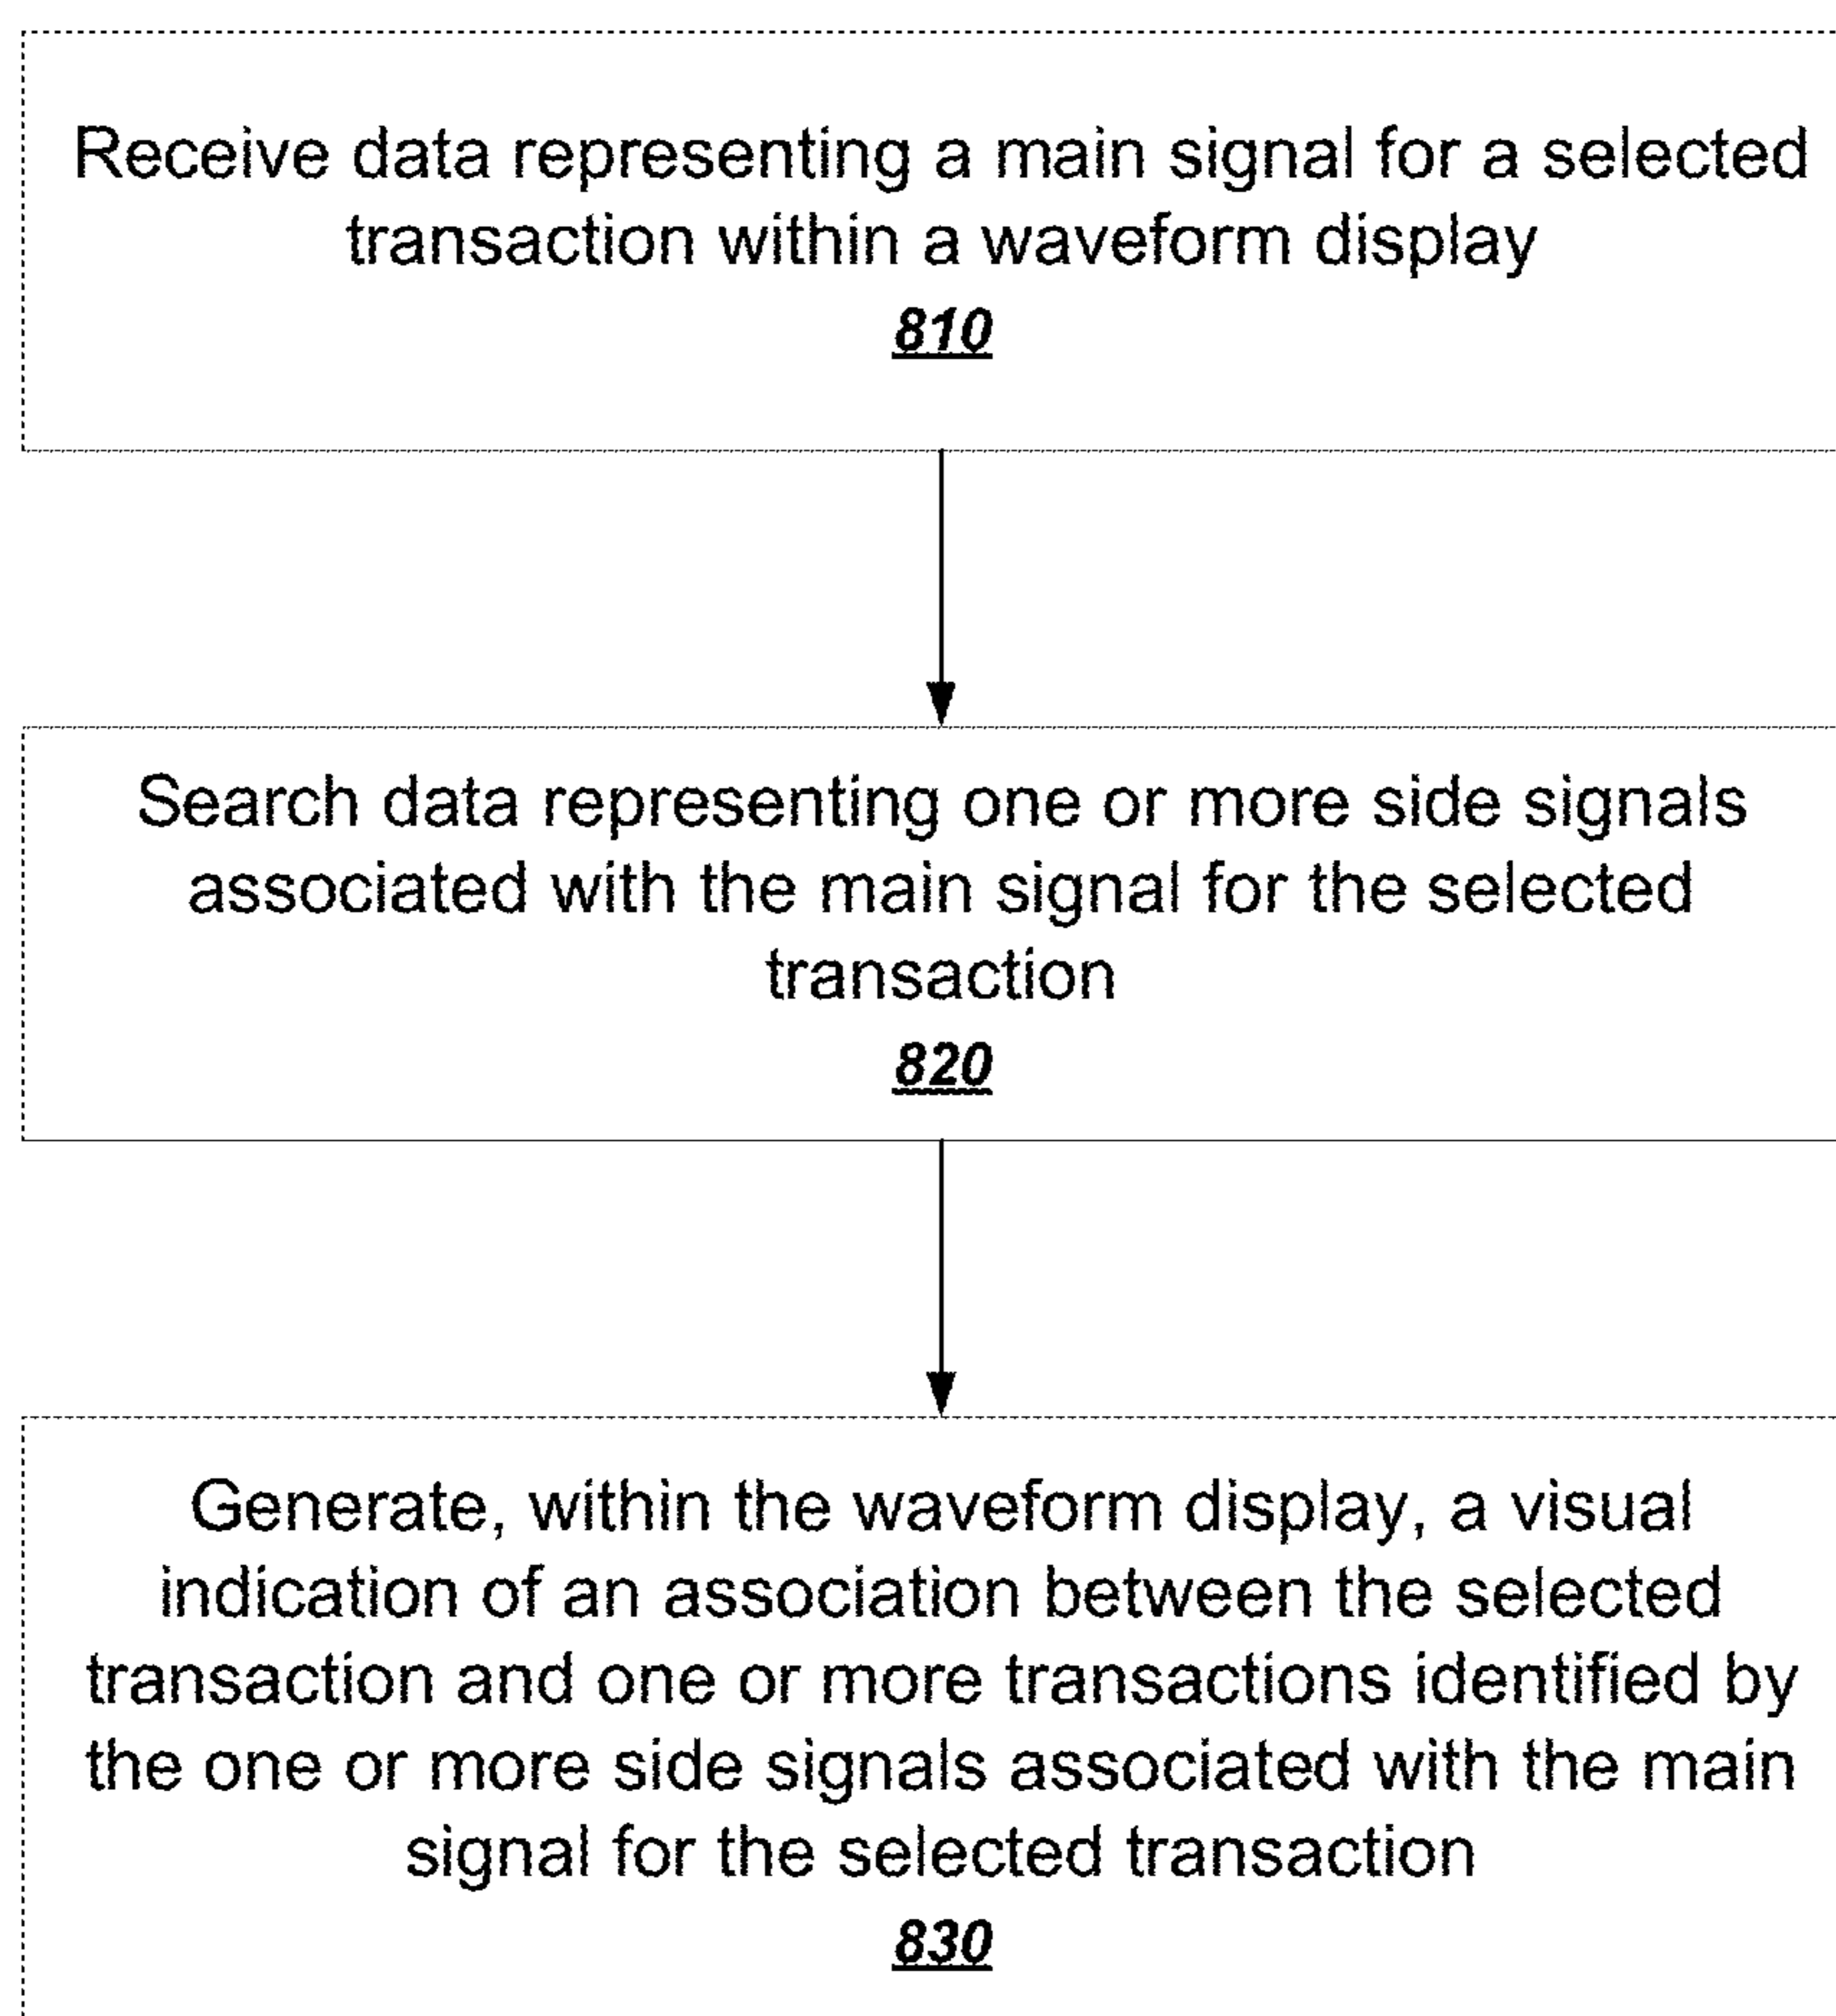 Receive data representing a main signal for a selected
transaction within a waveform display
810
Search data representing one or more side signals
associated with the main signal for the selected
transaction
820
Generate, within the waveform display, a visual
indication of an association between the selected
transaction and one or more transactions identified by
the one or more side signals associated with the main
signal for the selected transaction
830